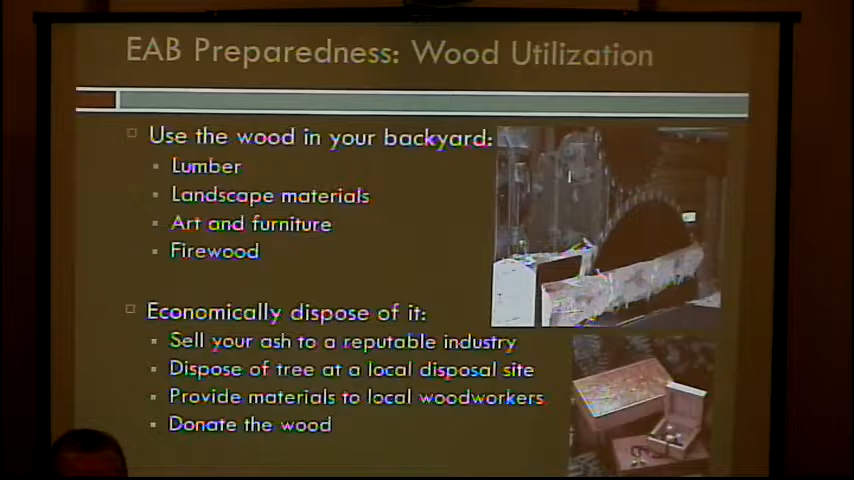 EAB Preparedness: Wood Utilization
Use the wood in your backyard:
Lumber
Landscape materials
Art and furniture
Firewood
Economically dispose of it:
Sell your ash to a reputable industry
Dispose of tree at a local disposal site
Provide materials to local woodworkers
Donate the wood